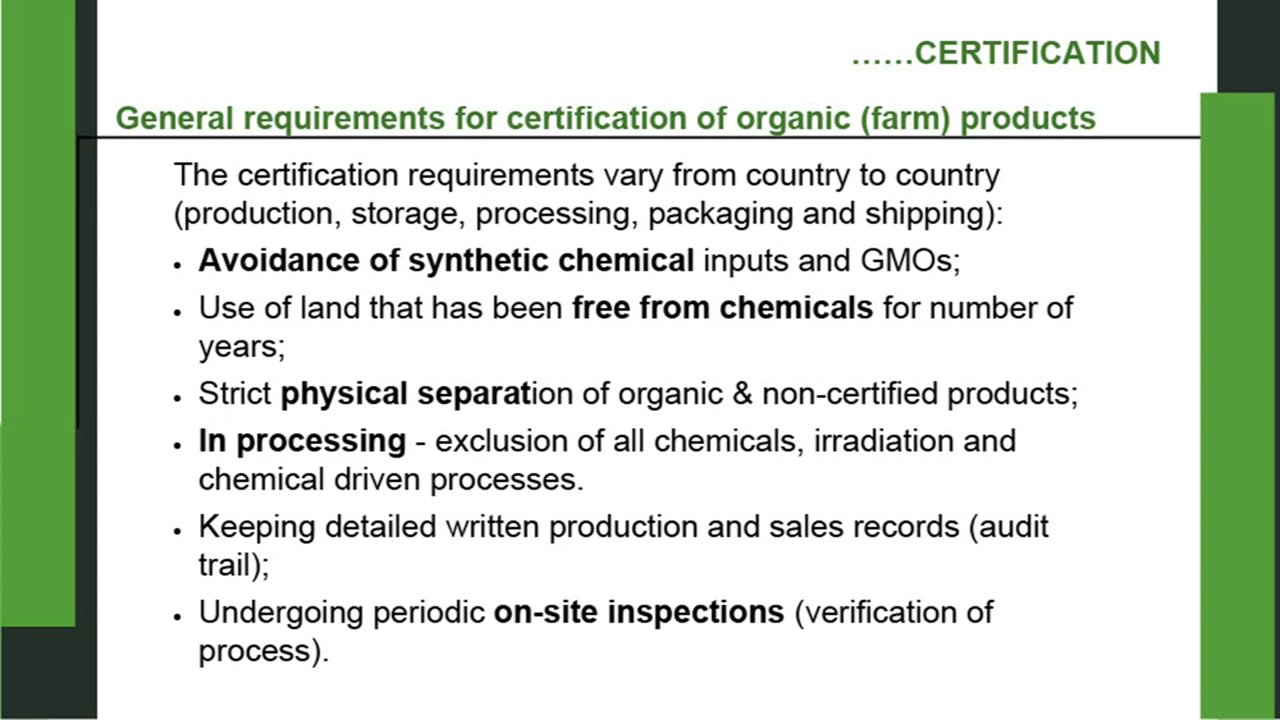 ......CERTIFICATION
General requirements for certification of organic (farm) products
The certification requirements vary from country to country
(production, storage, processing, packaging and shipping):
• Avoidance of synthetic chemical inputs and GMOs;
• Use of land that has been free from chemicals for number of
years;
• Strict physical separation of organic & non-certified products;
• In processing - exclusion of all chemicals, irradiation and
chemical driven processes.
• Keeping detailed written production and sales records (audit
trail);
• Undergoing periodic on-site inspections (verification of
process).